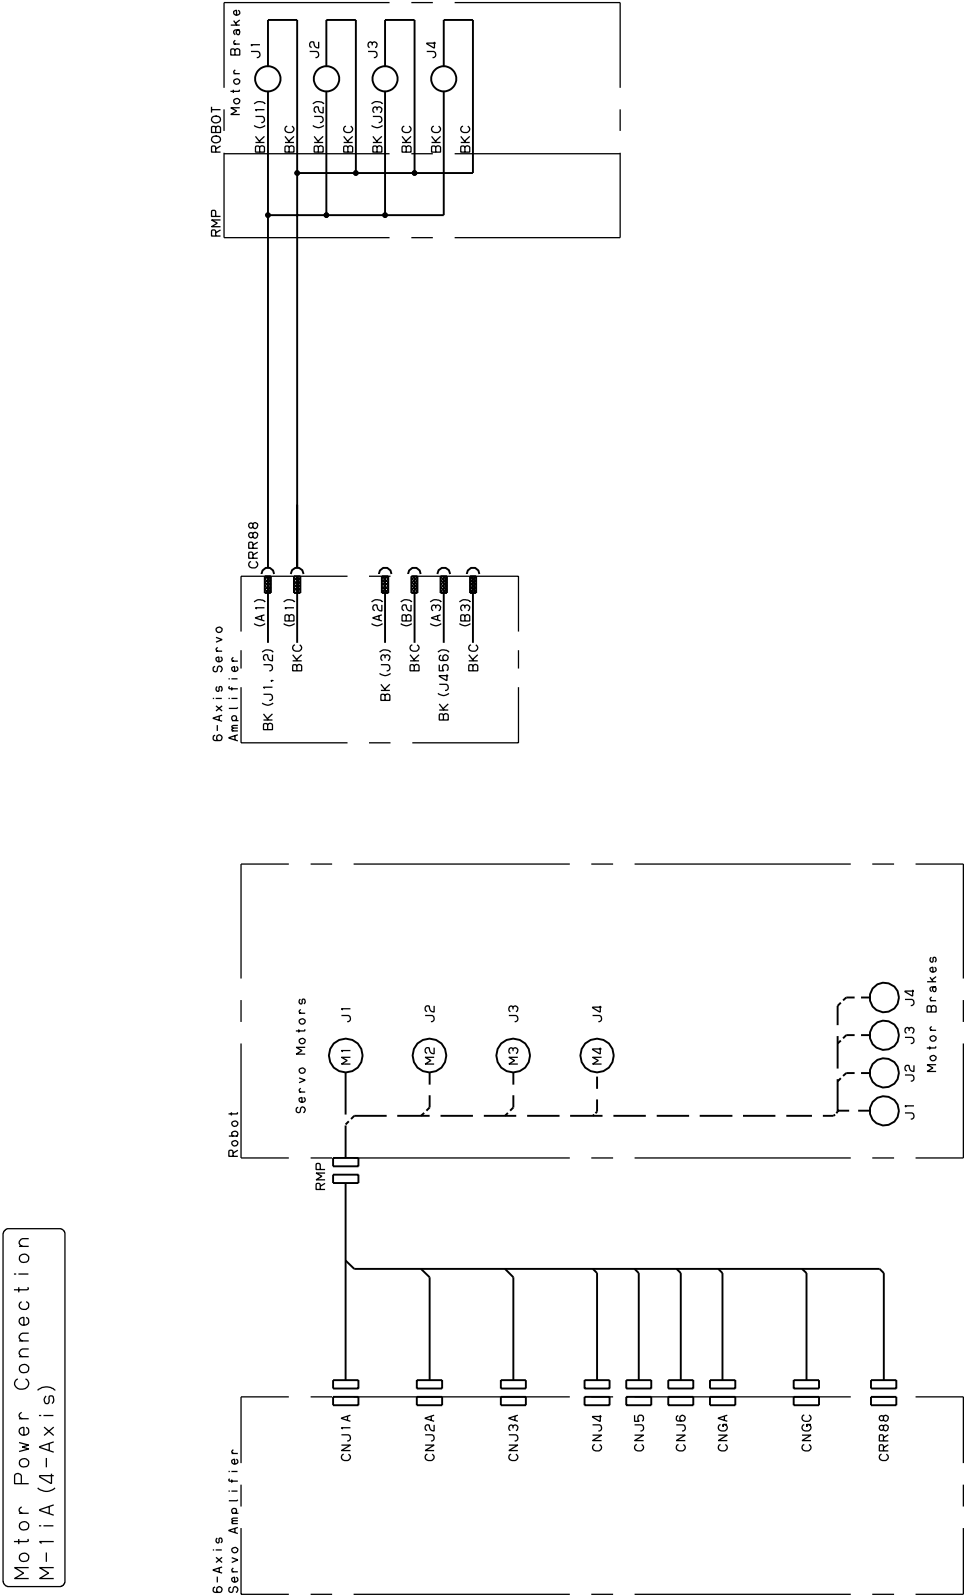 Motor Power Connection
M-1iA (4-Axis)
6-Axis
Servo Amplifier
CNJ1A
CNJ2A
CNJ3A
CNJ4
CNJ5
CNJ6
CNGA
CNGC
CRR88
RMP
Robot
Servo Motors
M1
J1
M2
J2
M3
J3
M4
J4
J1
J2
J3
J4
Motor Brakes
6-Axis Servo
Amplifier
BK (J1, J2)
(A1)
BKC
(B1)
BK (J3)
(A2)
BKC
(B2)
BK (J456)
(A3)
BKC
(B3)
CRR88
RMP
ROBOT
Motor Brake
BK (J1)
J1
BKC
BK (J2)
J2
BKC
BK (J3)
J3
BKC
BKC
J4
BKC